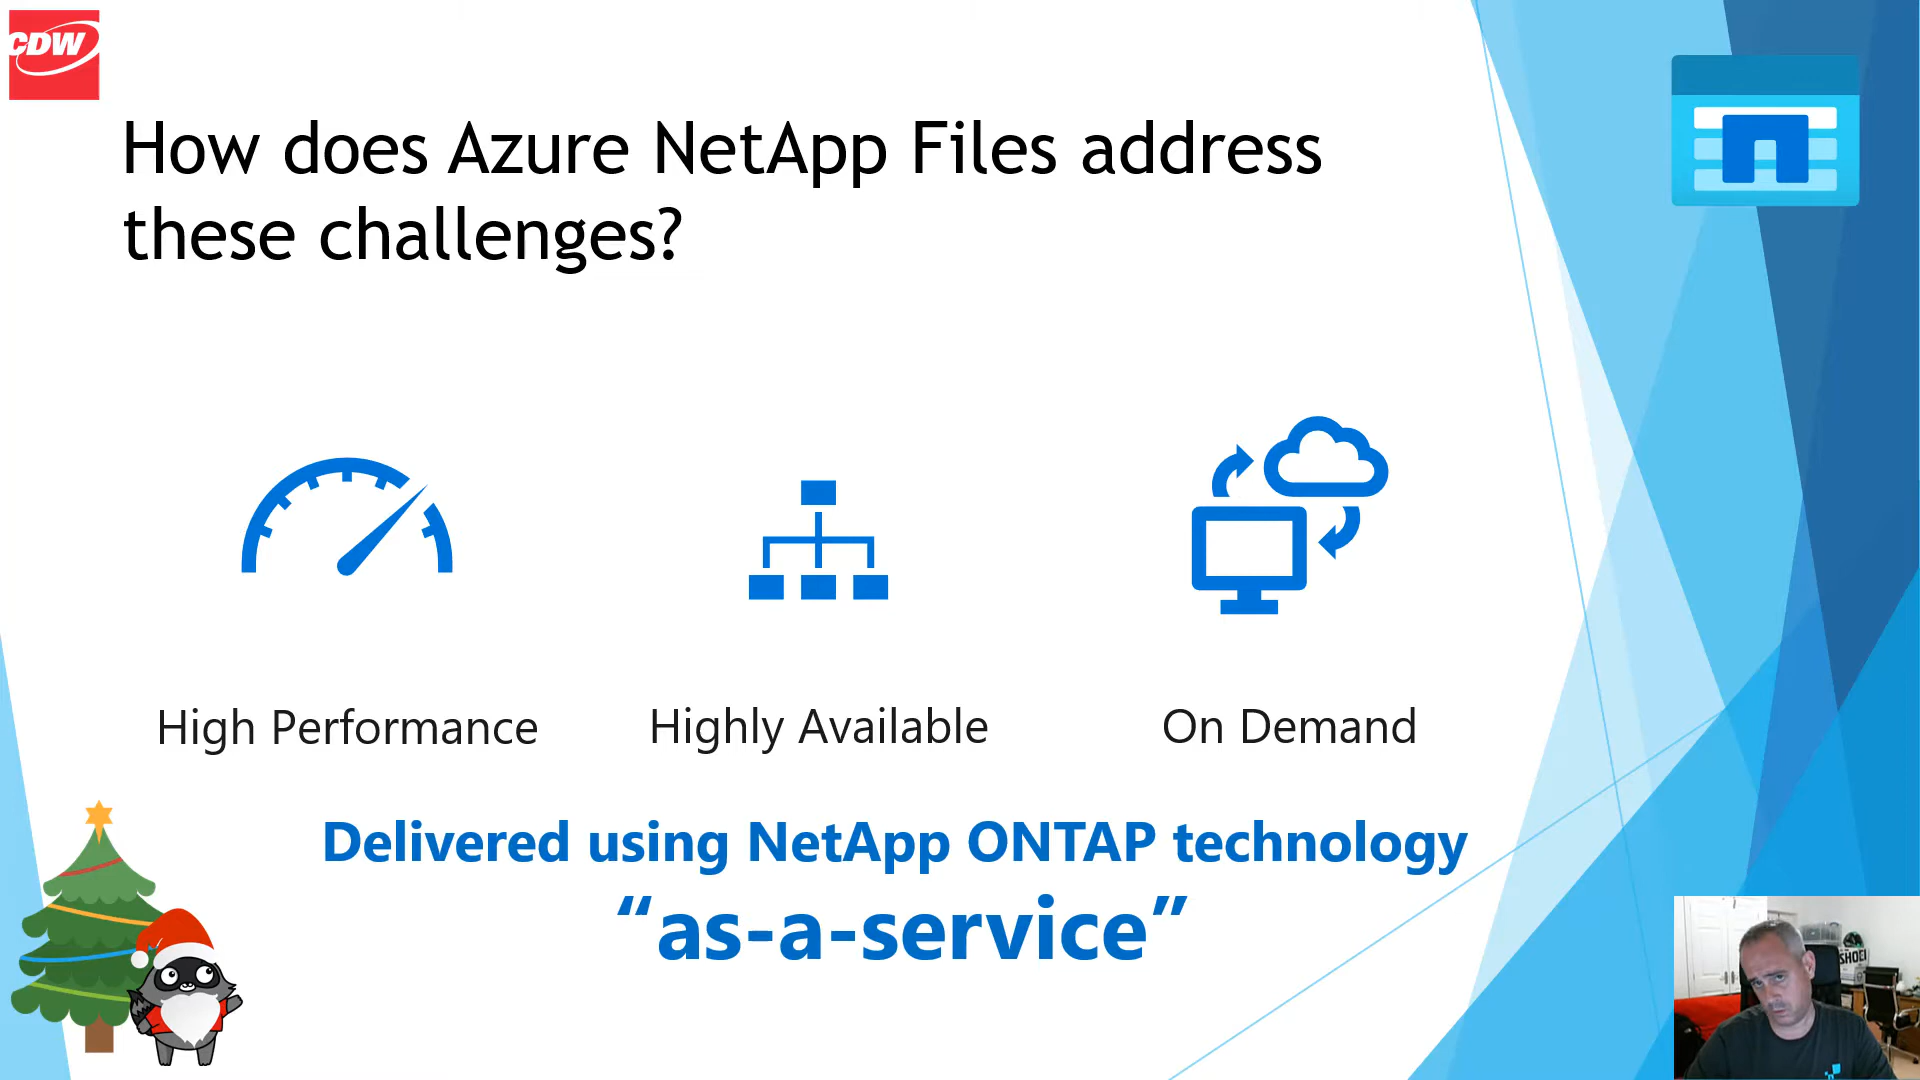 CDW
How does Azure NetApp Files address
these challenges?
High Performance
Highly Available
On Demand
Delivered using NetApp ONTAP technology
“as-a-service”
SHOEI